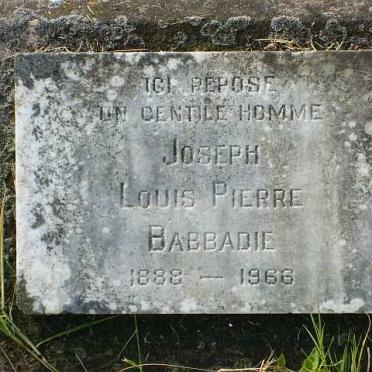 ICI REPOSE
UN GENTILE HOMME
JOSEPH
LOUIS PIERRE
BABBADIE
1888 — 1966